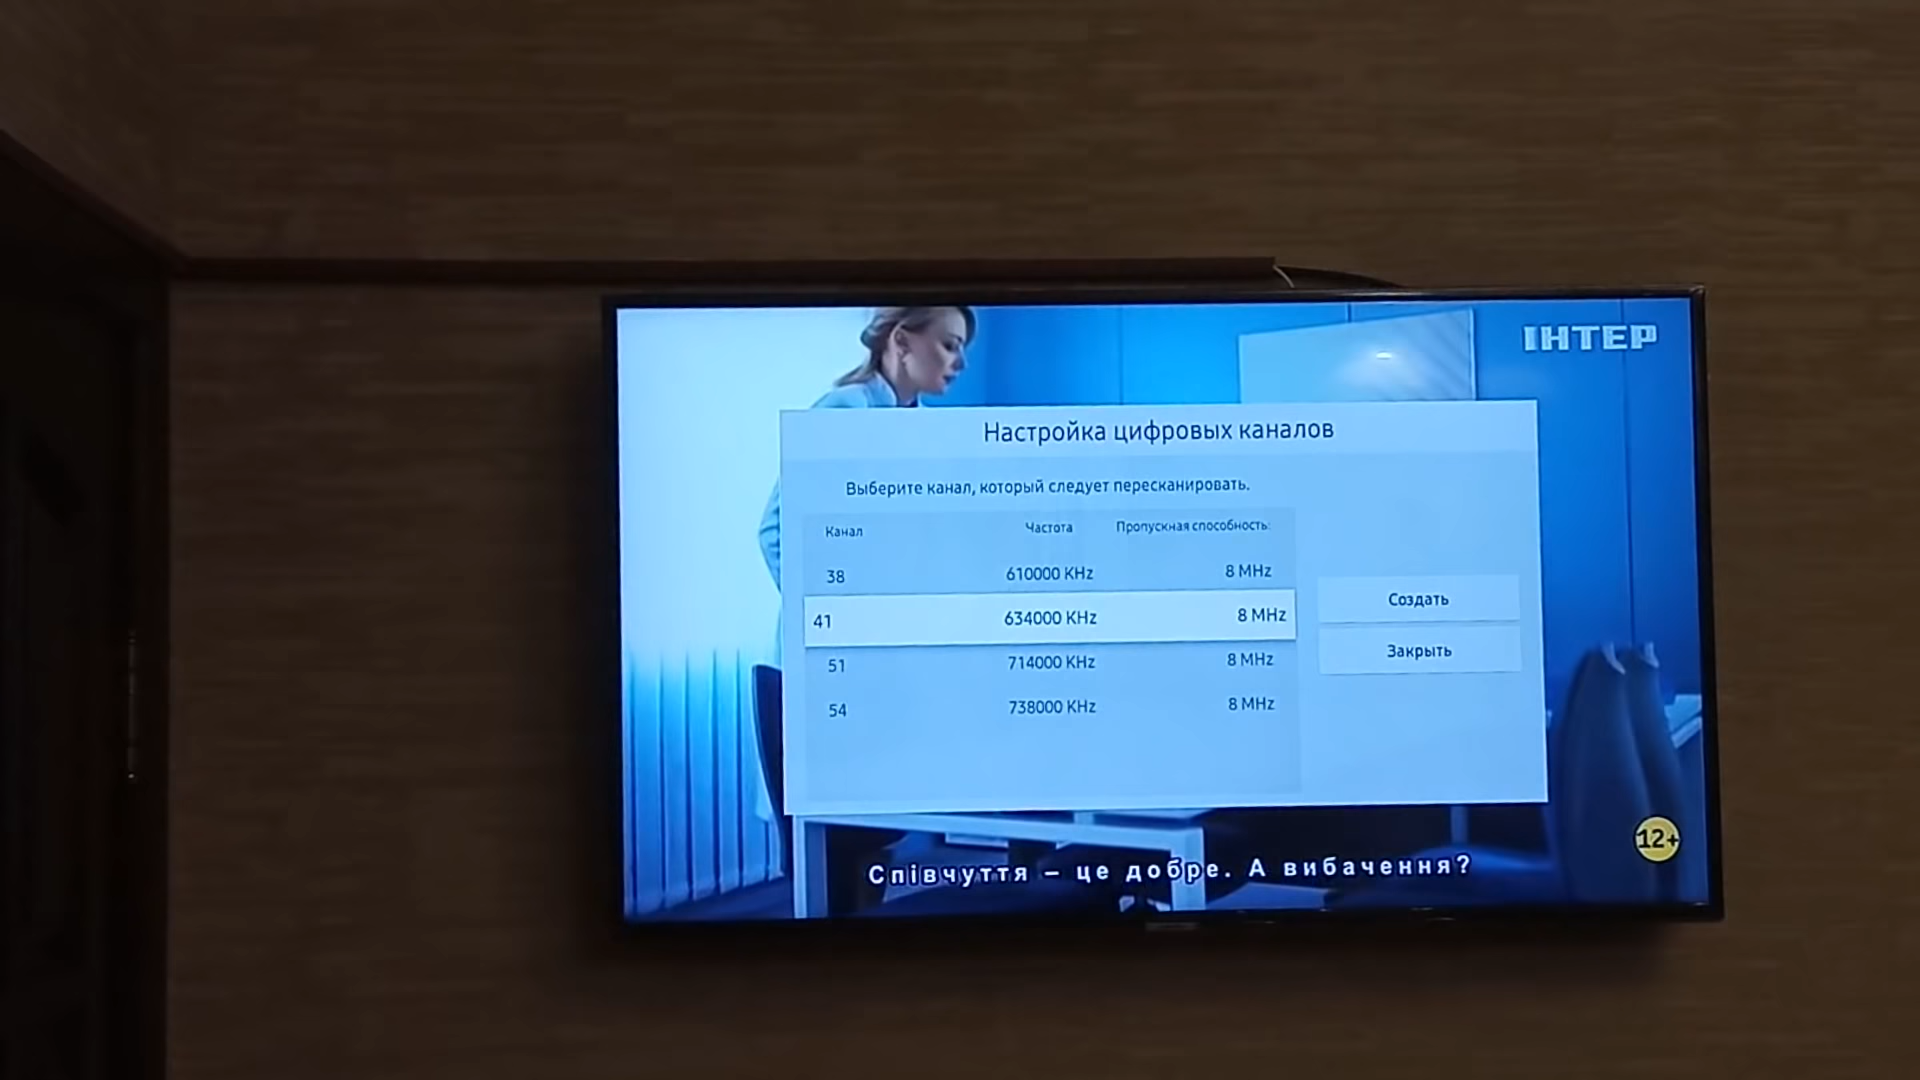 ІНТЕР
Настройка цифровых каналов
Выберите канал, который следует пересканировать.
Канал Частота Пропускная способность:
38 610000 KHz 8 MHz
41 634000 KHz 8 MHz
51 714000 KHz 8 MHz
54 738000 KHz 8 MHz
Создать
Закрыть
12+
Співчуття – це добре. А вибачення?